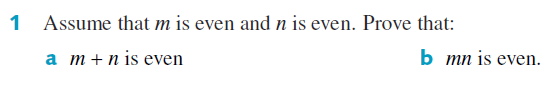 1 Assume that m is even and n is even. Prove that:
a m + n is even b mn is even.